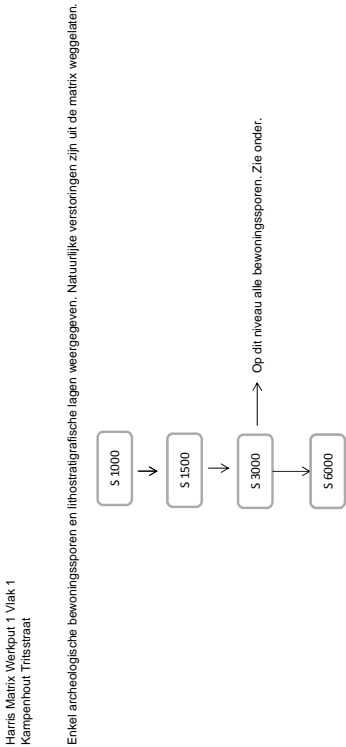 Harris Matrix Werkput 1 Vlak 1
Kampenhout Tritsstraat
Enkel archeologische bewoningssporen en lithostratigrafische lagen weergegeven. Natuurlijke verstoringen zijn uit de matrix weggelaten.
S 1000
S 1500
S 3000
Op dit niveau alle bewoningssporen. Zie onder.
S 6000